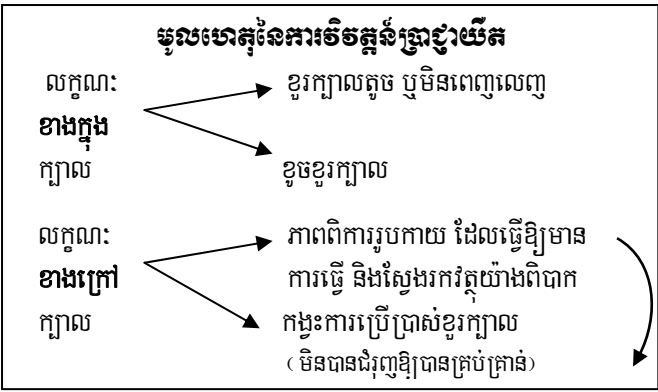 មូលហេតុនៃការវិវត្តន៍ប្រាជ្ញាយឺត
លក្ខណៈ ខួរក្បាលតូច ឬមិនពេញលេញ
ខាងក្នុង
ក្បាល ខូចខួរក្បាល
លក្ខណៈ ភាពពិការរូបកាយ ដែលធ្វើឱ្យមាន
ខាងក្រៅ ការធ្វើ និងស្វែងរកវត្ថុយ៉ាងពិបាក
ក្បាល កង្វះការប្រើប្រាស់ខួរក្បាល
(មិនបានជំរុញឱ្យបានគ្រប់គ្រាន់)